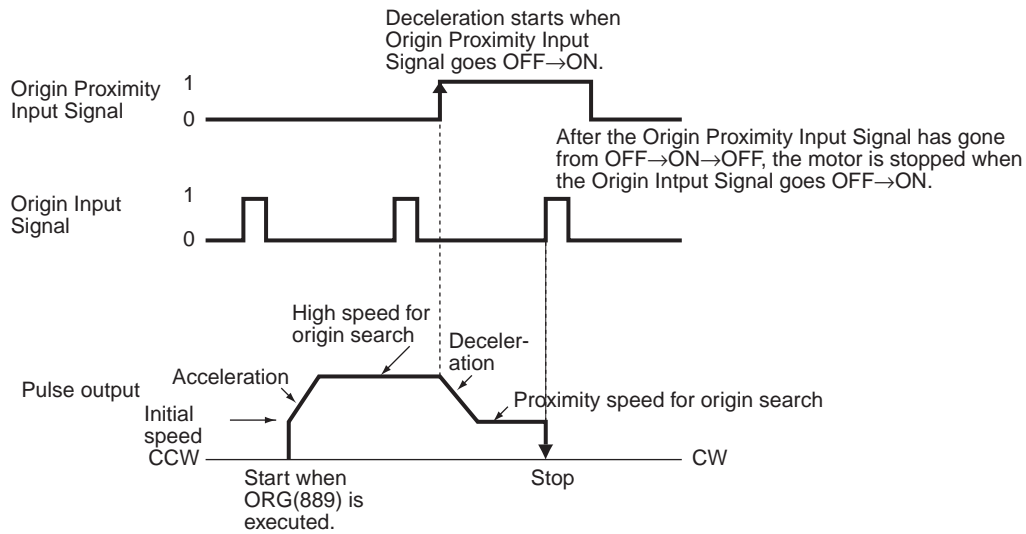 Deceleration starts when
Origin Proximity Input
Signal goes OFF→ON.
Origin Proximity
Input Signal
1
0
After the Origin Proximity Input Signal has gone
from OFF→ON→OFF, the motor is stopped when
the Origin Intput Signal goes OFF→ON.
Origin Input
Signal
1
0
High speed for
origin search
Deceler-
ation
Acceleration
Pulse output
Proximity speed for origin search
Initial
speed
CCW
CW
Start when
ORG(889) is
executed.
Stop